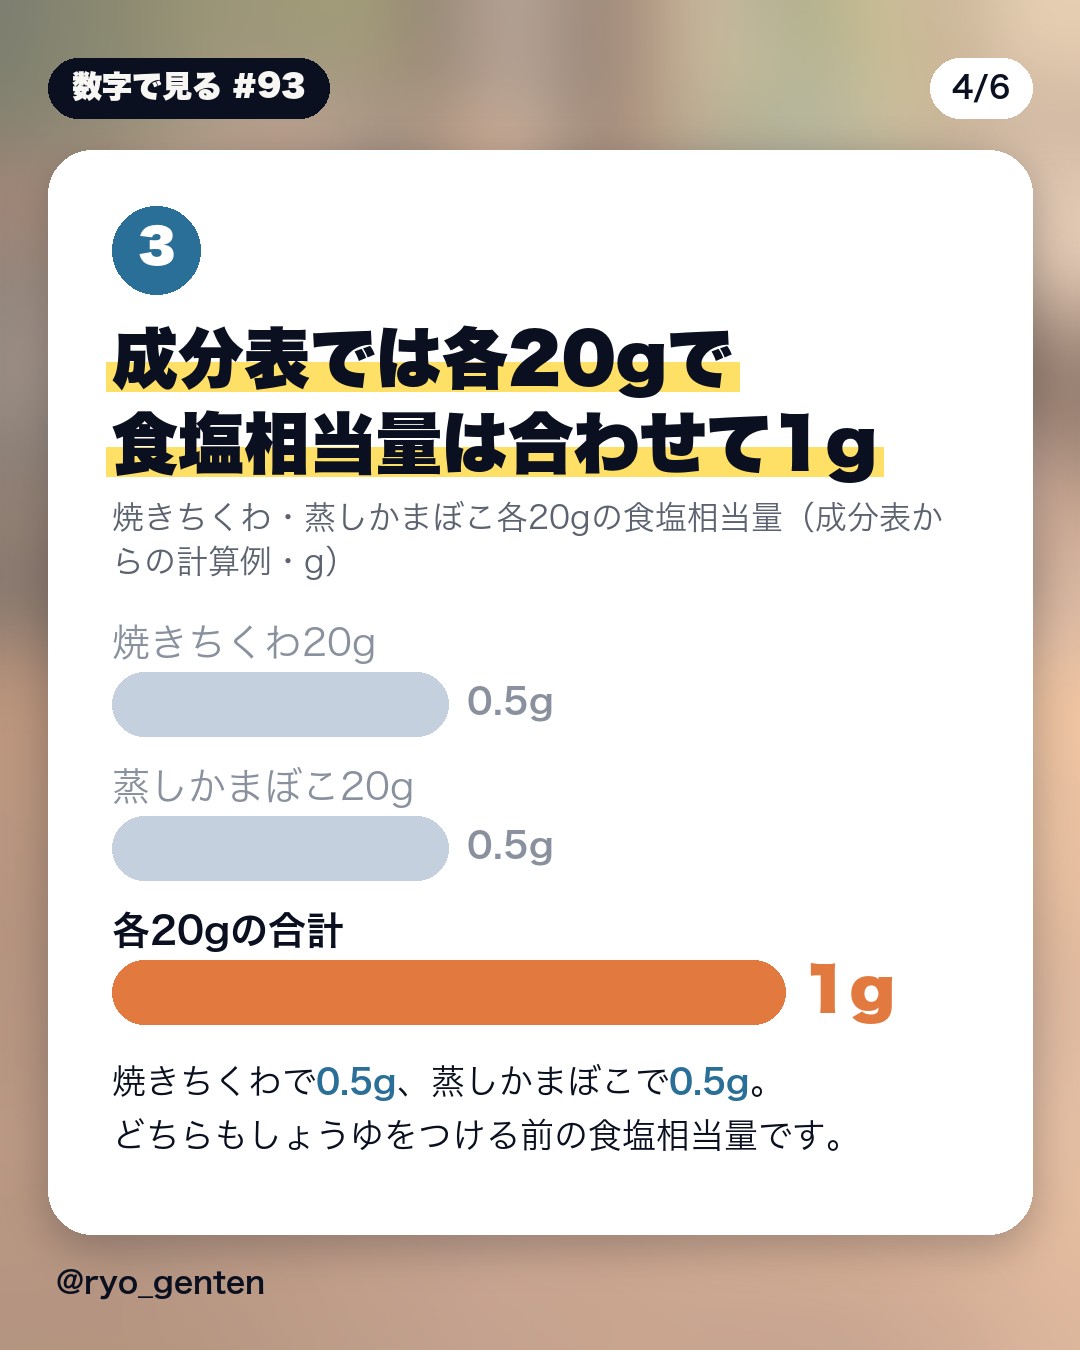 数字で見る #93
4/6
3
成分表では各20gで
食塩相当量は合わせて1g
焼きちくわ・蒸しかまぼこ各20gの食塩相当量（成分表か
らの計算例・g）
焼きちくわ20g
0.5g
蒸しかまぼこ20g
0.5g
各20gの合計
1g
焼きちくわで0.5g、蒸しかまぼこで0.5g。
どちらもしょうゆをつける前の食塩相当量です。
@ryo_genten